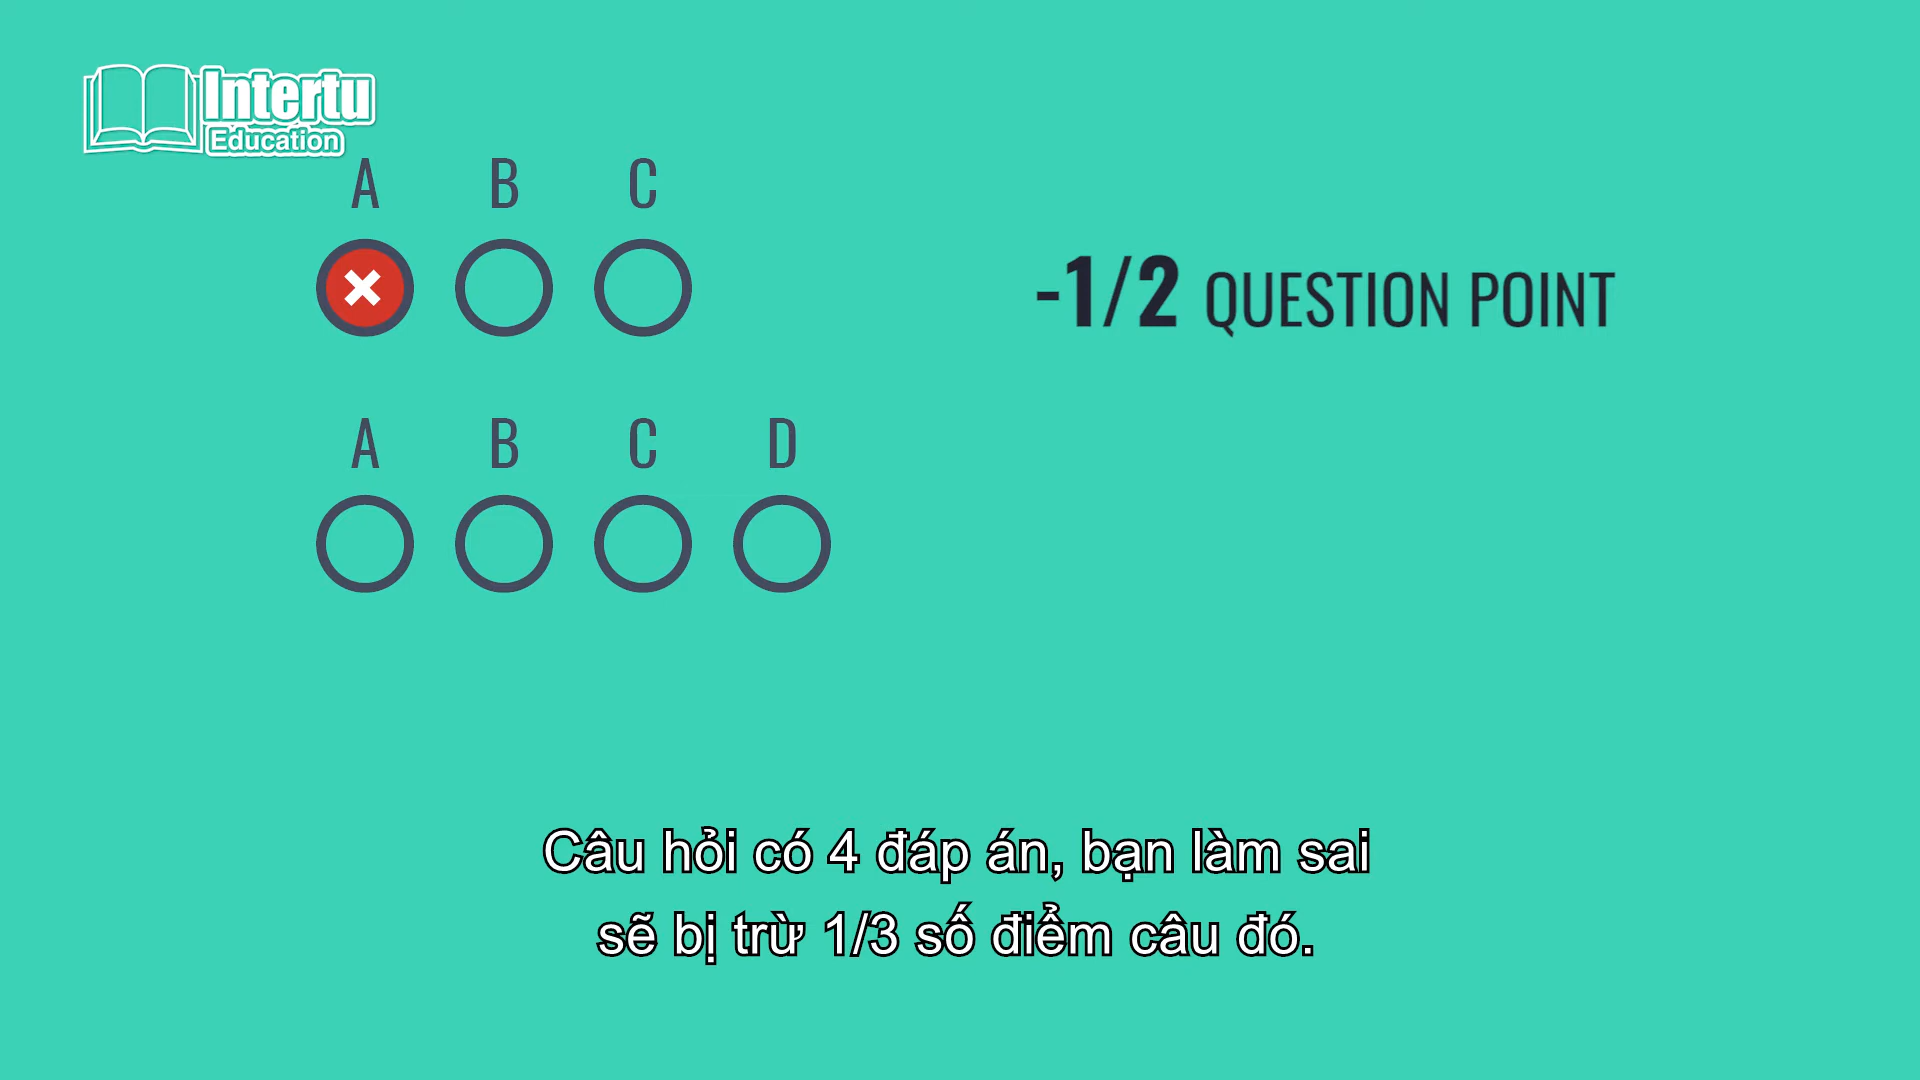 Intertu
Education
A B C
-1/2 QUESTION POINT
A B C D
Câu hỏi có 4 đáp án, bạn làm sai
sẽ bị trừ 1/3 số điểm câu đó.